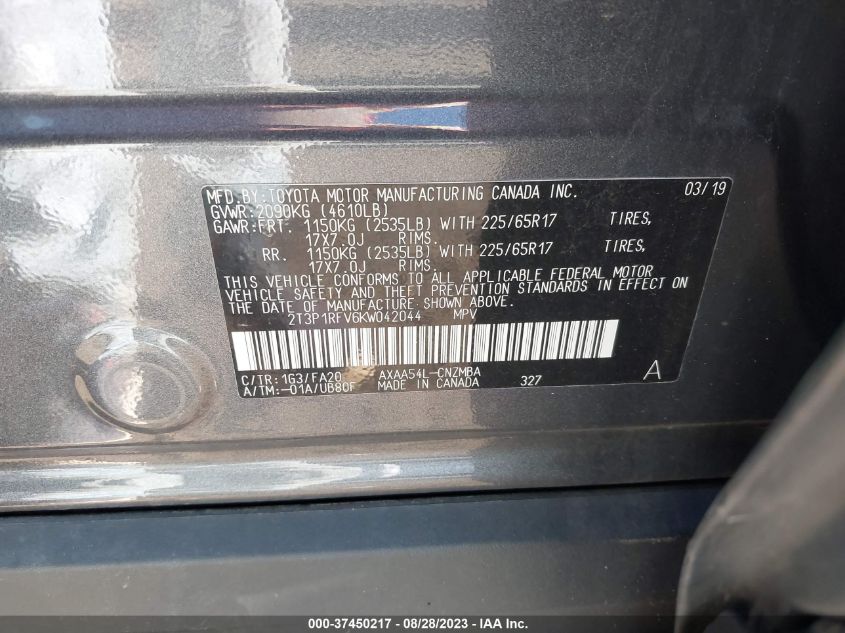 MFD.BY:TOYOTA MOTOR MANUFACTURING CANADA INC. 03/19
GVWR:2090KG (4610LB)
GAWR:FRT. 1150KG (2535LB) WITH 225/65R17 TIRES,
17X7.0J RIMS.
RR. 1150KG (2535LB) WITH 225/65R17 TIRES,
17X7.0J RIMS.
THIS VEHICLE CONFORMS TO ALL APPLICABLE FEDERAL MOTOR
VEHICLE SAFETY AND THEFT PREVENTION STANDARDS IN EFFECT
ON THE DATE OF MANUFACTURE SHOWN ABOVE.
2T3P1RFV6KW042044 MPV
C/TR:1G3/FA20 AXAA54L-CNZMBA
A/TM:-01A/UB80F MADE IN CANADA 327 A
000-37450217 - 08/28/2023 - IAA Inc.